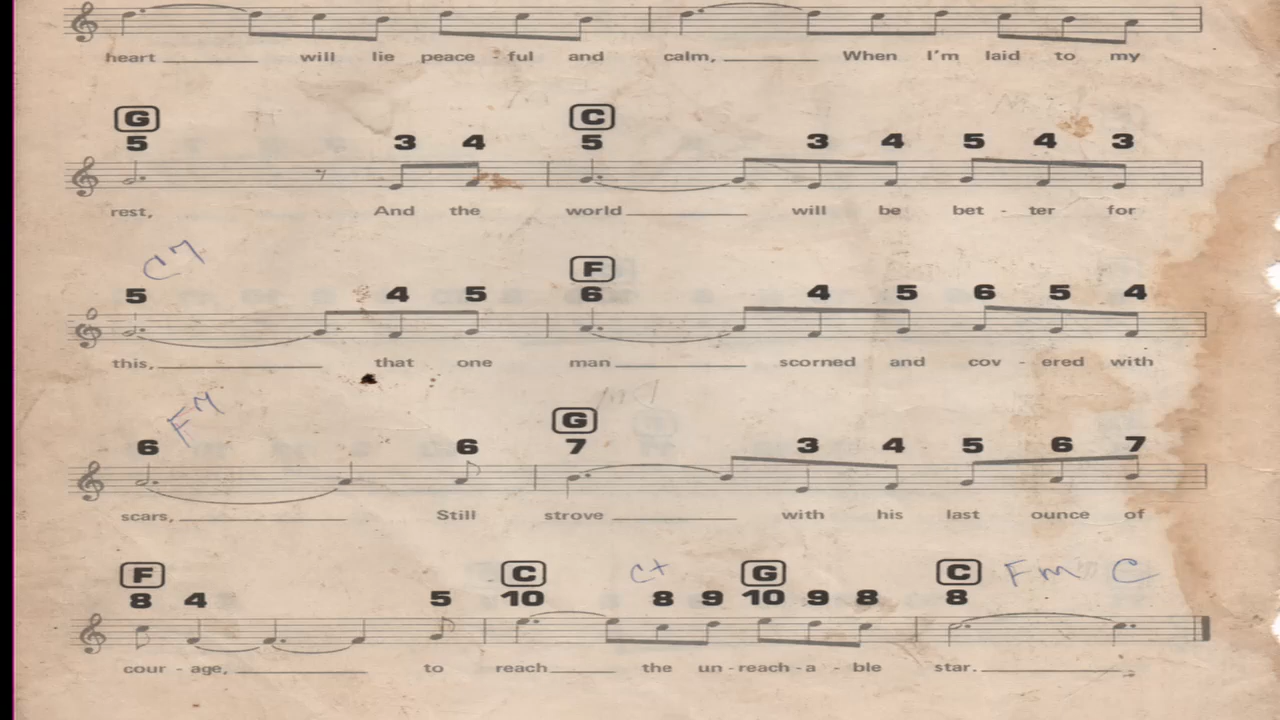 heart will lie peace - ful and calm, When I'm laid to my
G C
5 3 4 5 3 4 5 4 3
rest, And the world will be bet - ter for
C7 F
5 4 5 6 4 5 6 5 4
this, that one man scorned and cov - ered with
F7 G
6 6 7 3 4 5 6 7
scars, Still strove with his last ounce of
F C C+ G C Fm C
8 4 5 10 8 9 10 9 8 8
cour - age, to reach the un - reach - a - ble star.